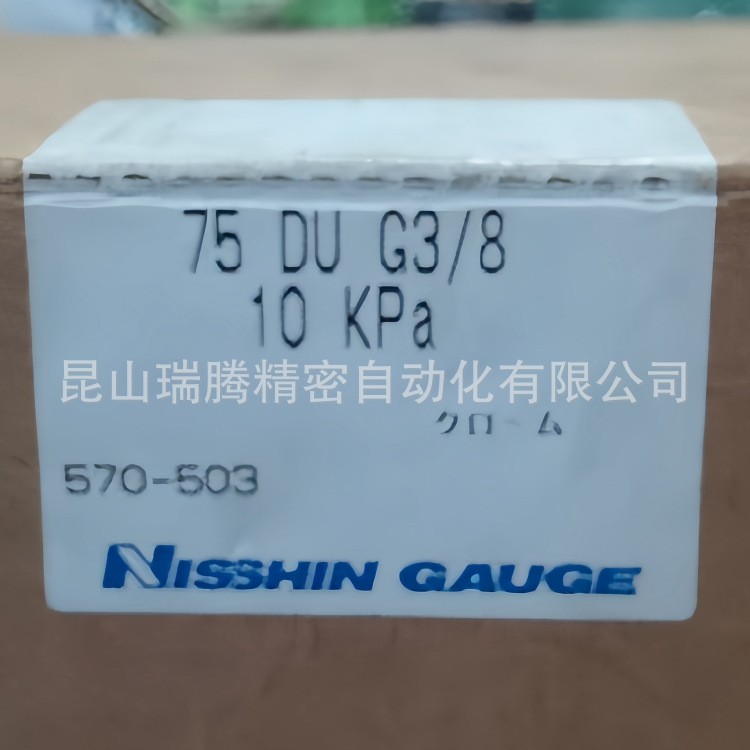 75 DU G3/8
10 KPa
昆山瑞腾精密自动化有限公司
クローム
570-503
NISSHIN GAUGE